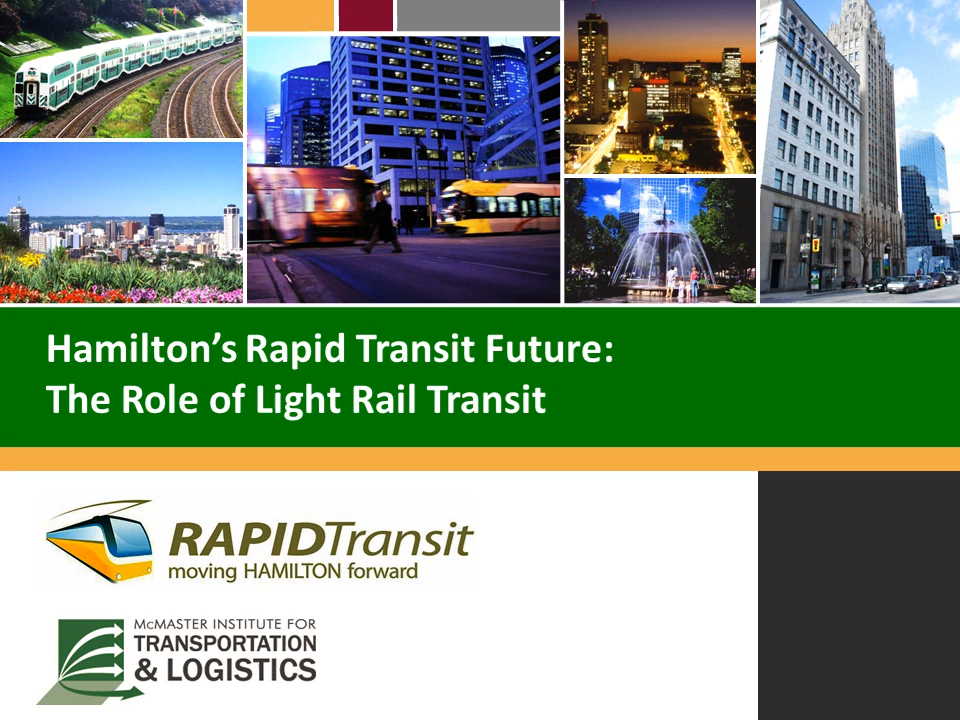 Hamilton’s Rapid Transit Future:
The Role of Light Rail Transit
RAPIDTransit
moving HAMILTON forward
McMASTER INSTITUTE FOR
TRANSPORTATION
& LOGISTICS